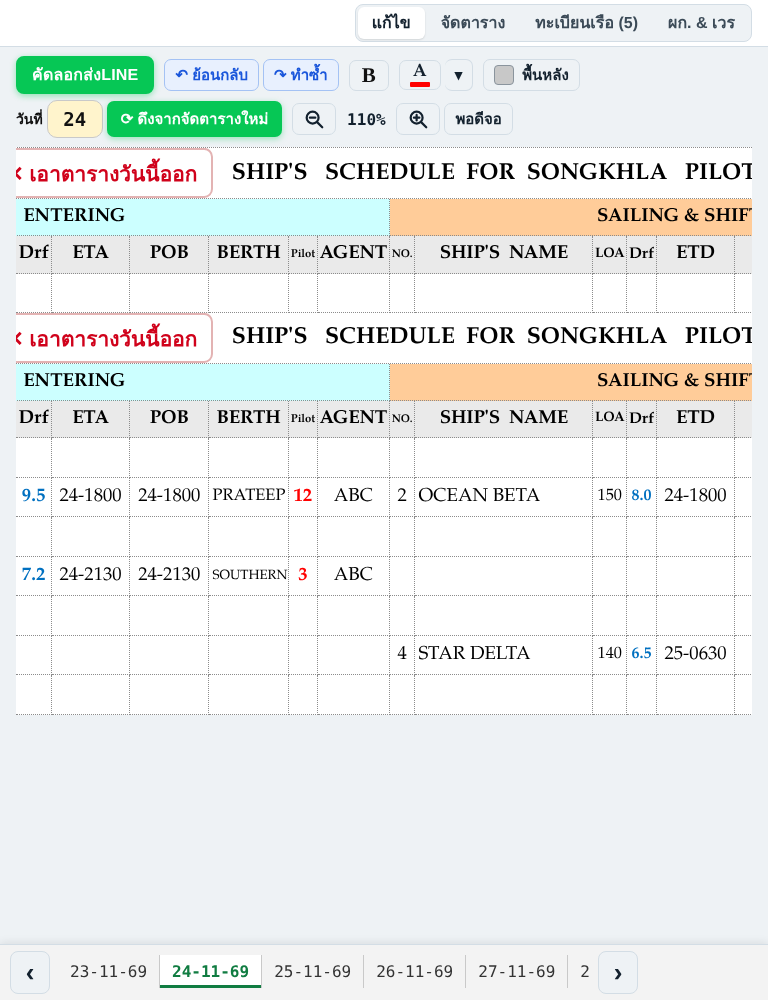 แก้ไข จัดตาราง ทะเบียนเรือ (5) ผก. & เวร
คัดลอกส่งLINE ↶ ย้อนกลับ ↷ ทำซ้ำ B A ▼ พื้นหลัง
วันที่ 24 ⟳ ดึงจากจัดตารางใหม่ 110% พอดีจอ
× เอาตารางวันนี้ออก SHIP'S SCHEDULE FOR SONGKHLA PILOT
ENTERING SAILING & SHIF
Drf ETA POB BERTH Pilot AGENT NO. SHIP'S NAME LOA Drf ETD
× เอาตารางวันนี้ออก SHIP'S SCHEDULE FOR SONGKHLA PILOT
ENTERING SAILING & SHIF
Drf ETA POB BERTH Pilot AGENT NO. SHIP'S NAME LOA Drf ETD
9.5 24-1800 24-1800 PRATEEP 12 ABC 2 OCEAN BETA 150 8.0 24-1800
7.2 24-2130 24-2130 SOUTHERN 3 ABC
4 STAR DELTA 140 6.5 25-0630
‹ 23-11-69 24-11-69 25-11-69 26-11-69 27-11-69 2 ›